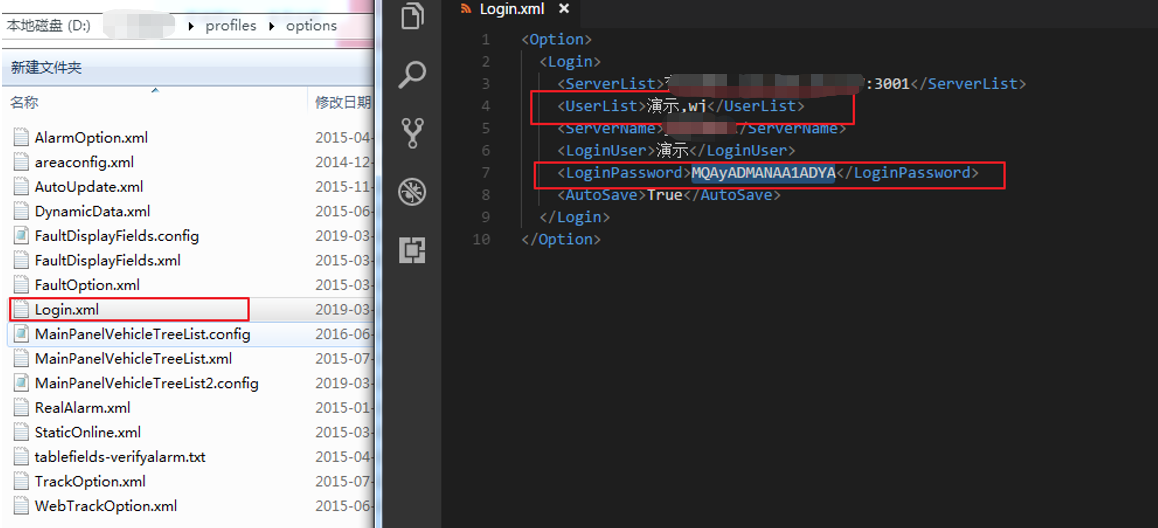 本地磁盘 (D:) ▸ profiles ▸ options
新建文件夹
名称 修改日期
AlarmOption.xml 2015-04-
areaconfig.xml 2014-12-
AutoUpdate.xml 2015-03-
DynamicData.xml 2015-06-
FaultDisplayFields.config 2019-03-
FaultDisplayFields.xml 2015-03-
FaultOption.xml 2015-03-
Login.xml 2019-03-
MainPanelVehicleTreeList.config 2016-06-
MainPanelVehicleTreeList.xml 2015-07-
MainPanelVehicleTreeList2.config 2019-03-
RealAlarm.xml 2015-01-
StaticOnline.xml 2015-03-
tablefields-verifyalarm.txt 2015-04-
TrackOption.xml 2015-07-
WebTrackOption.xml 2015-06-
Login.xml ×
1 <Option>
2 <Login>
3 <ServerList> :3001</ServerList>
4 <UserList>演示,wj</UserList>
5 <ServerName> </ServerName>
6 <LoginUser>演示</LoginUser>
7 <LoginPassword>MQAyADMANAA1ADYA</LoginPassword>
8 <AutoSave>True</AutoSave>
9 </Login>
10 </Option>